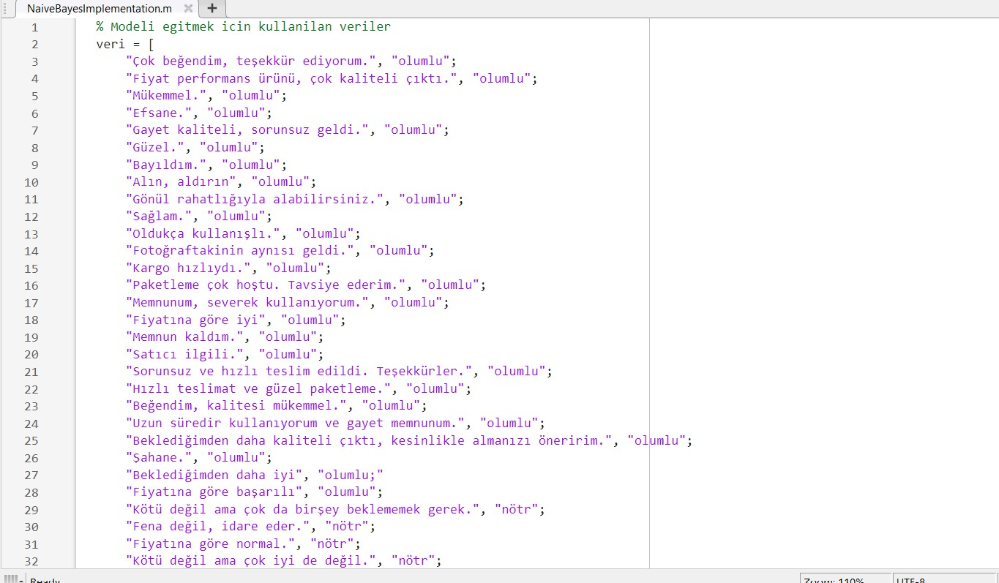 NaiveBayesImplementation.m × +
1 % Modeli egitmek icin kullanilan veriler
2 veri = [
3 "Çok beğendim, teşekkür ediyorum.", "olumlu";
4 "Fiyat performans ürünü, çok kaliteli çıktı.", "olumlu";
5 "Mükemmel.", "olumlu";
6 "Efsane.", "olumlu";
7 "Gayet kaliteli, sorunsuz geldi.", "olumlu";
8 "Güzel.", "olumlu";
9 "Bayıldım.", "olumlu";
10 "Alın, aldırın", "olumlu";
11 "Gönül rahatlığıyla alabilirsiniz.", "olumlu";
12 "Sağlam.", "olumlu";
13 "Oldukça kullanışlı.", "olumlu";
14 "Fotoğraftakinin aynısı geldi.", "olumlu";
15 "Kargo hızlıydı.", "olumlu";
16 "Paketleme çok hoştu. Tavsiye ederim.", "olumlu";
17 "Memnunum, severek kullanıyorum.", "olumlu";
18 "Fiyatına göre iyi", "olumlu";
19 "Memnun kaldım.", "olumlu";
20 "Satıcı ilgili.", "olumlu";
21 "Sorunsuz ve hızlı teslim edildi. Teşekkürler.", "olumlu";
22 "Hızlı teslimat ve güzel paketleme.", "olumlu";
23 "Beğendim, kalitesi mükemmel.", "olumlu";
24 "Uzun süredir kullanıyorum ve gayet memnunum.", "olumlu";
25 "Beklediğimden daha kaliteli çıktı, kesinlikle almanızı öneririm.", "olumlu";
26 "Şahane.", "olumlu";
27 "Beklediğimden daha iyi", "olumlu;"
28 "Fiyatına göre başarılı", "olumlu";
29 "Kötü değil ama çok da birşey beklememek gerek.", "nötr";
30 "Fena değil, idare eder.", "nötr";
31 "Fiyatına göre normal.", "nötr";
32 "Kötü değil ama çok iyi de değil.", "nötr";
Ready Zoom: 110% UTF-8